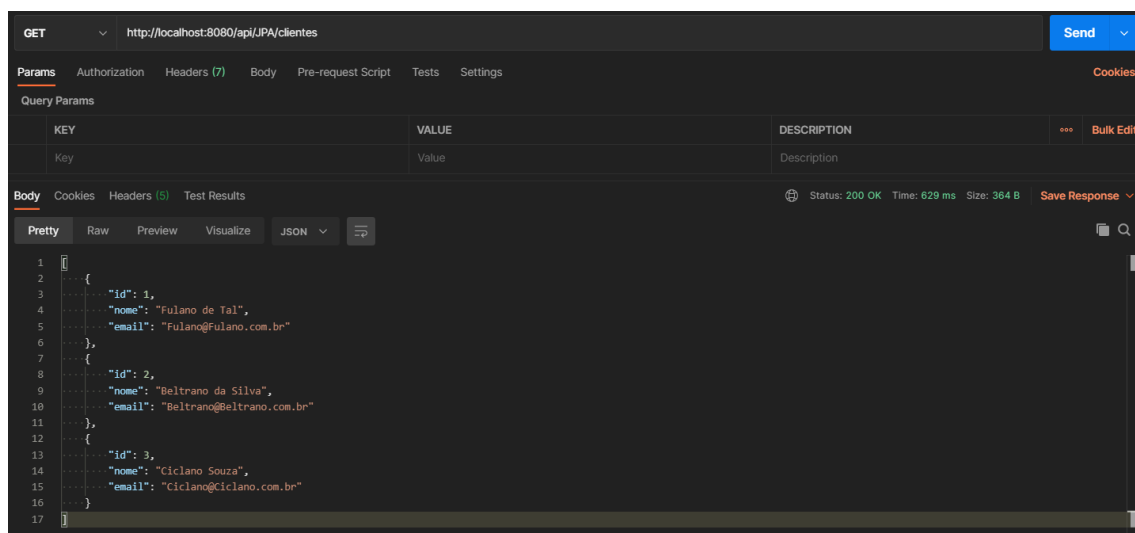 GET http://localhost:8080/api/JPA/clientes Send
Params Authorization Headers (7) Body Pre-request Script Tests Settings Cookies
Query Params
KEY VALUE DESCRIPTION ooo Bulk Edit
Key Value Description
Body Cookies Headers (5) Test Results Status: 200 OK Time: 629 ms Size: 364 B Save Response
Pretty Raw Preview Visualize JSON
1 [
2 {
3 "id": 1,
4 "nome": "Fulano de Tal",
5 "email": "Fulano@Fulano.com.br"
6 },
7 {
8 "id": 2,
9 "nome": "Beltrano da Silva",
10 "email": "Beltrano@Beltrano.com.br"
11 },
12 {
13 "id": 3,
14 "nome": "Ciclano Souza",
15 "email": "Ciclano@Ciclano.com.br"
16 }
17 ]